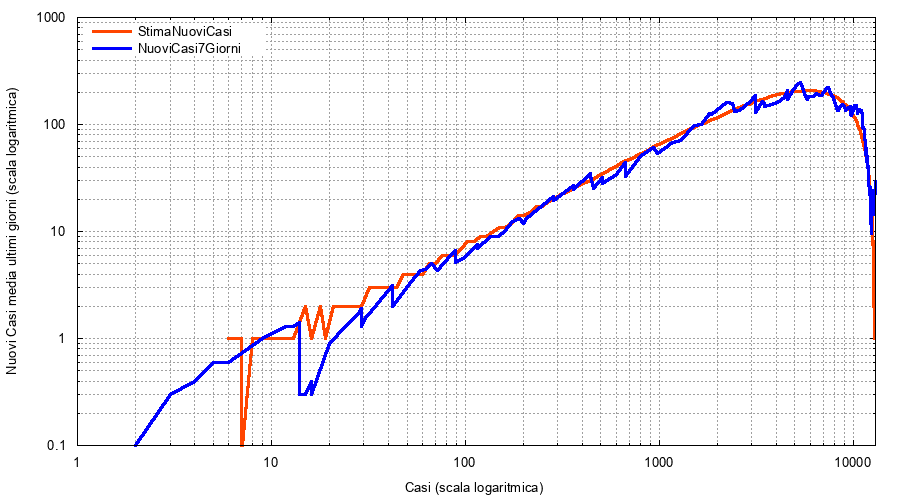 1000
StimaNuoviCasi
NuoviCasi7Giorni
100
10
1
0.1
Nuovi Casi media ultimi giorni (scala logaritmica)
1 10 100 1000 10000
Casi (scala logaritmica)